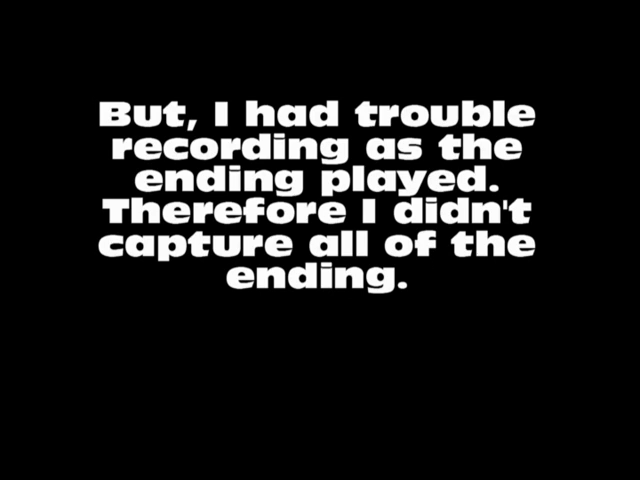 But, I had trouble
recording as the
ending played.
Therefore I didn't
capture all of the
ending.